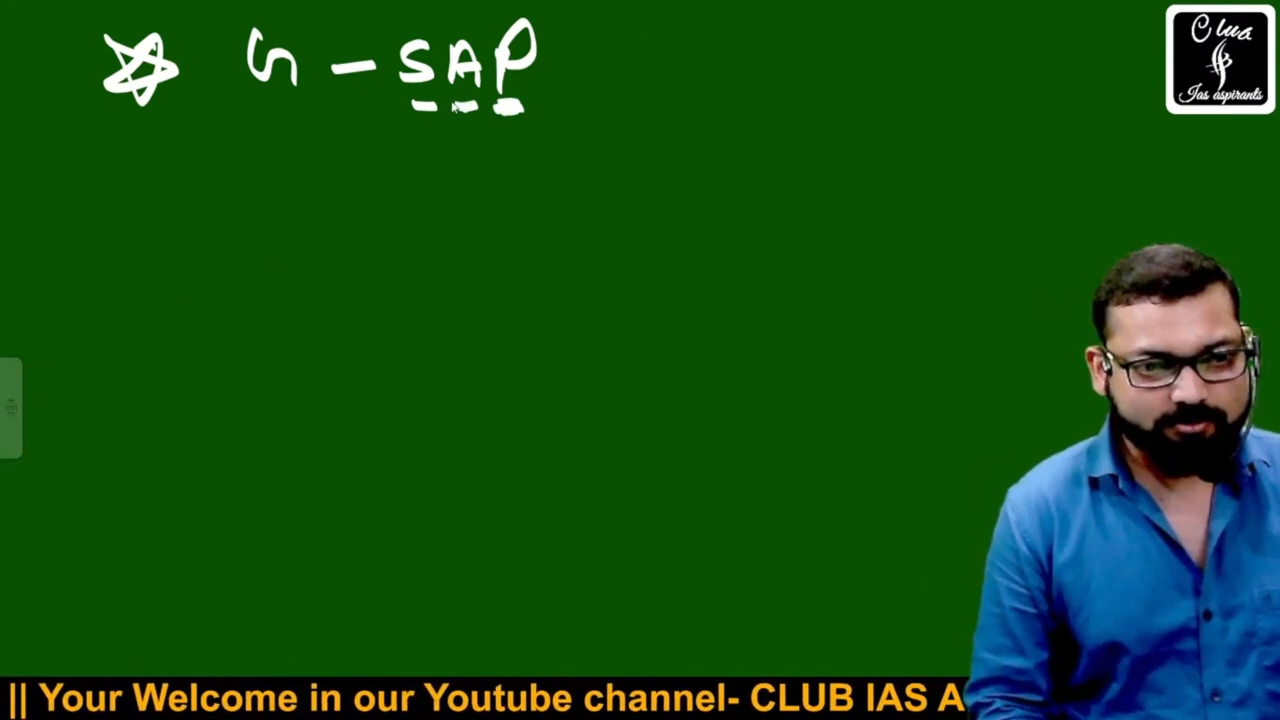 G - SAP
Club
Ias aspirants
|| Your Welcome in our Youtube channel- CLUB IAS A